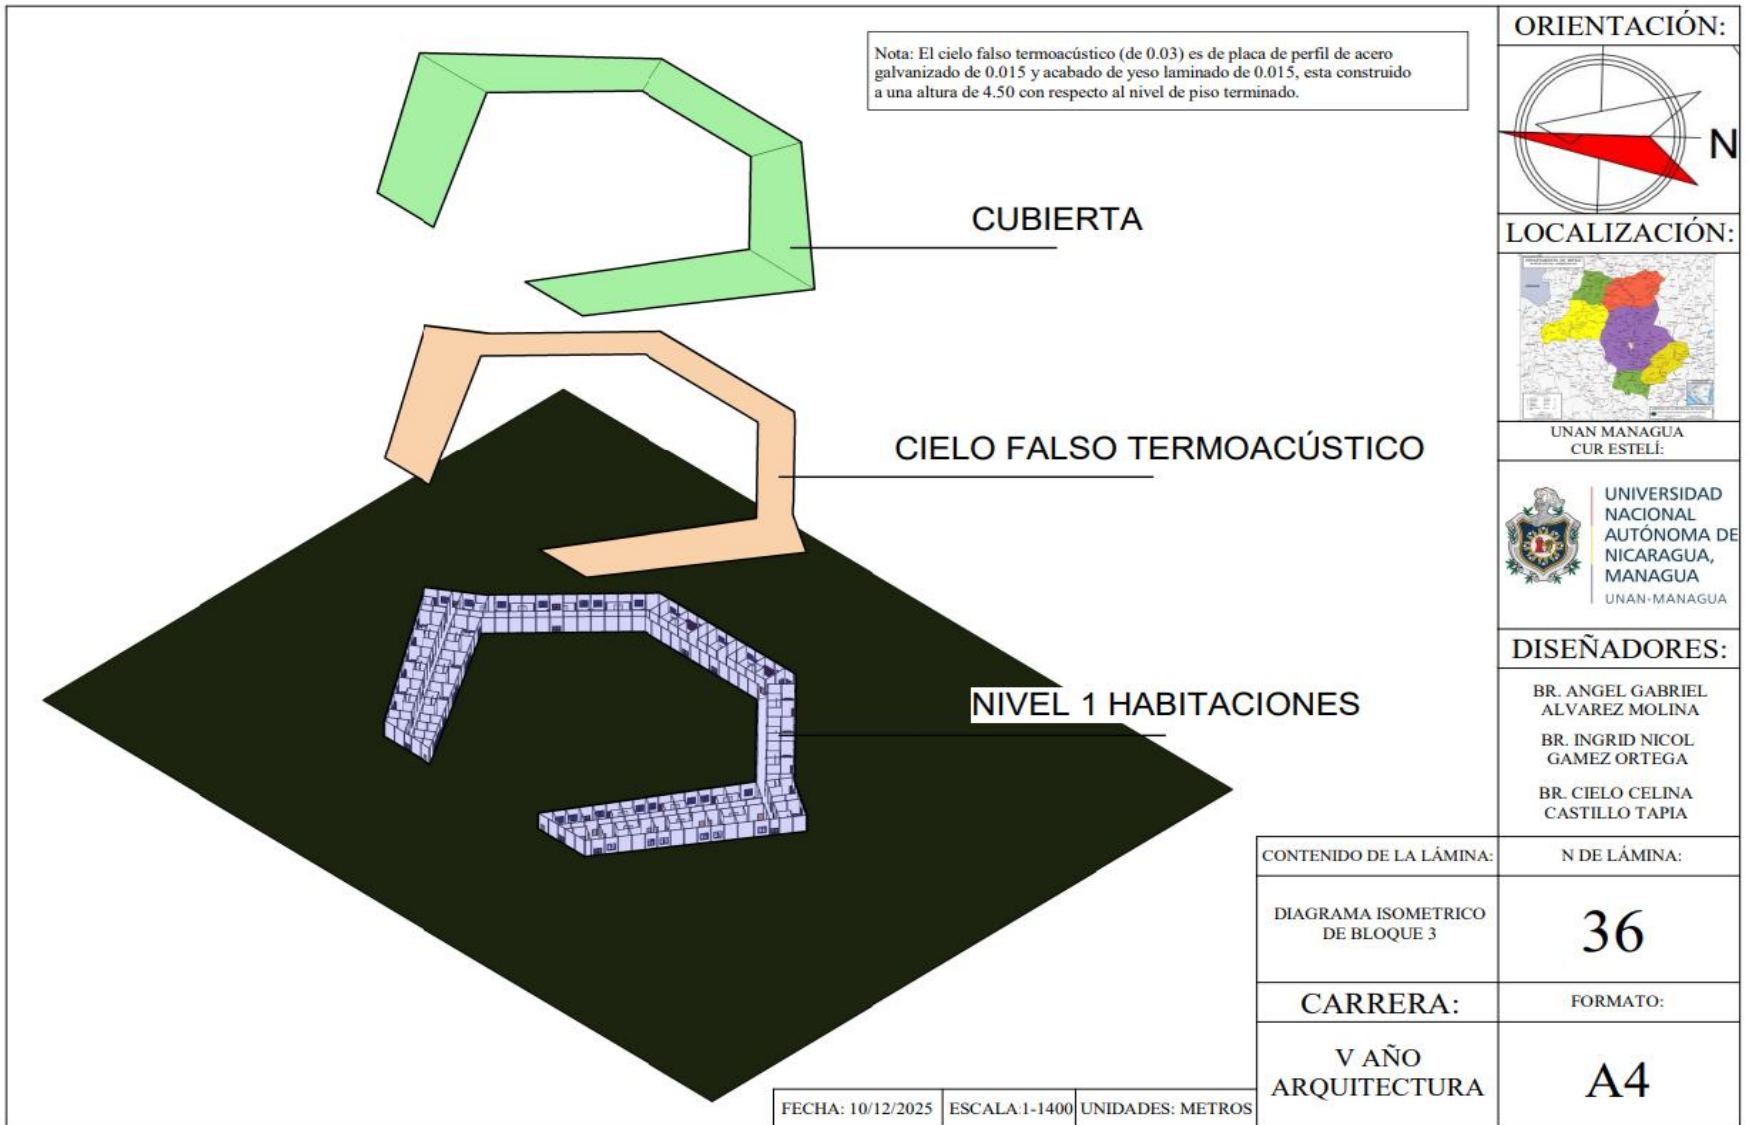 Nota: El cielo falso termoacústico (de 0.03) es de placa de perfil de acero
galvanizado de 0.015 y acabado de yeso laminado de 0.015, esta construido
a una altura de 4.50 con respecto al nivel de piso terminado.
CUBIERTA
CIELO FALSO TERMOACÚSTICO
NIVEL 1 HABITACIONES
ORIENTACIÓN:
N
LOCALIZACIÓN:
UNAN MANAGUA
CUR ESTELÍ:
UNIVERSIDAD
NACIONAL
AUTÓNOMA DE
NICARAGUA,
MANAGUA
UNAN-MANAGUA
DISEÑADORES:
BR. ANGEL GABRIEL
ALVAREZ MOLINA
BR. INGRID NICOL
GAMEZ ORTEGA
BR. CIELO CELINA
CASTILLO TAPIA
CONTENIDO DE LA LÁMINA:
N DE LÁMINA:
DIAGRAMA ISOMETRICO
DE BLOQUE 3
36
CARRERA:
FORMATO:
V AÑO
ARQUITECTURA
A4
FECHA: 10/12/2025
ESCALA:1-1400
UNIDADES: METROS